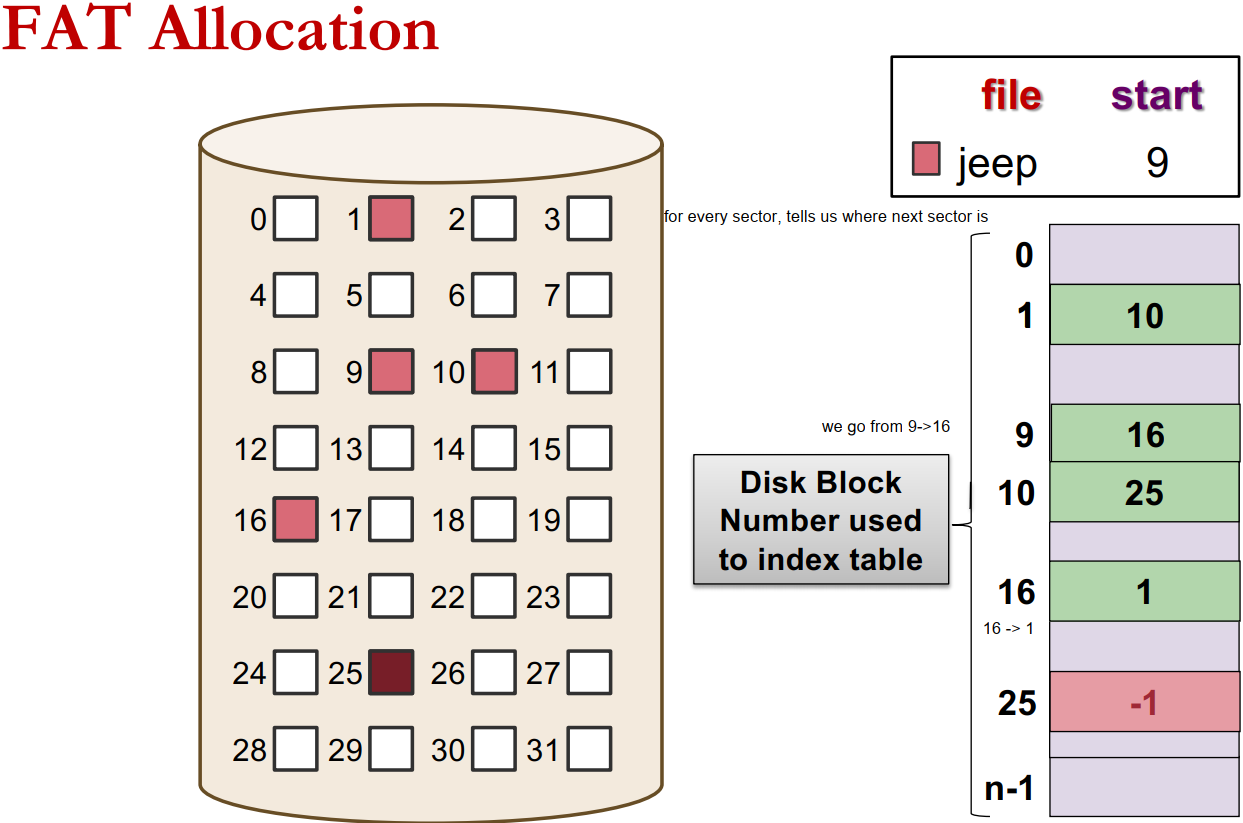 FAT Allocation
file start
jeep 9
0 1 2 3
for every sector, tells us where next sector is
4 5 6 7
8 9 10 11
12 13 14 15
16 17 18 19
20 21 22 23
24 25 26 27
28 29 30 31
we go from 9->16
Disk Block
Number used
to index table
0
1 10
9 16
10 25
16 1
16 -> 1
25 -1
n-1